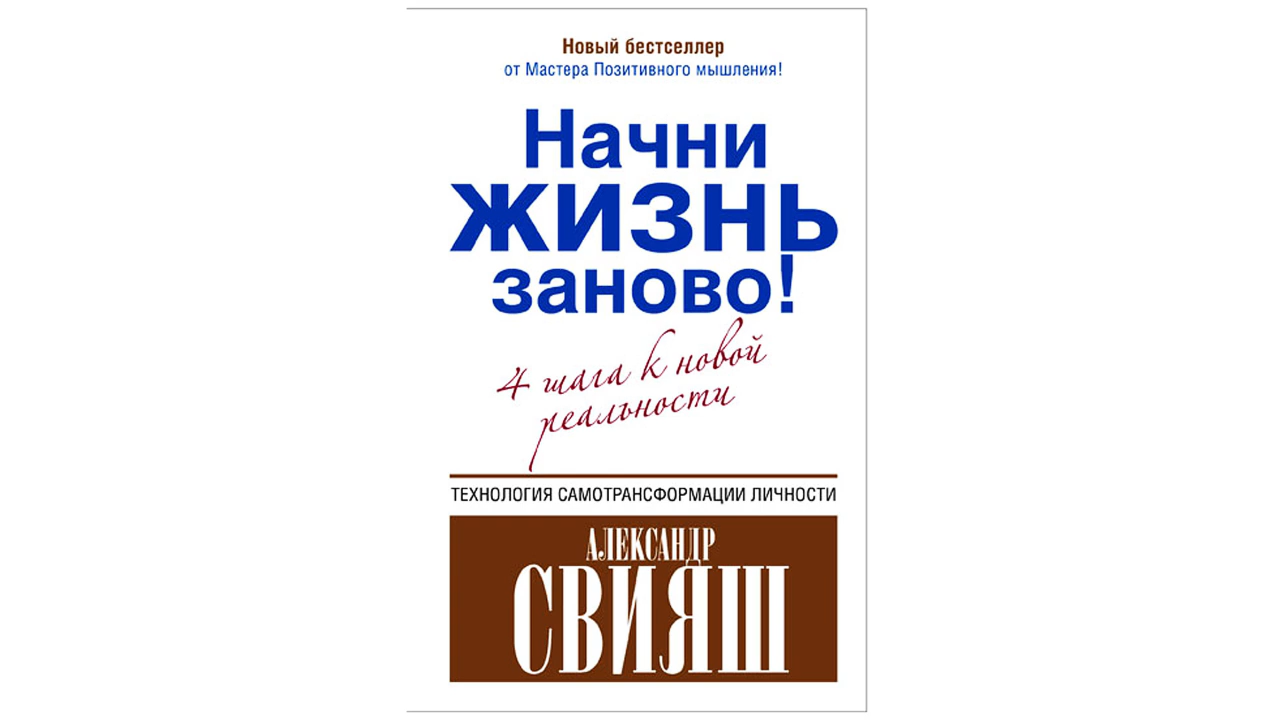 Новый бестселлер
от Мастера Позитивного мышления!
Начни
жизнь
заново!
4 шага к новой
реальности
ТЕХНОЛОГИЯ САМОТРАНСФОРМАЦИИ ЛИЧНОСТИ
АЛЕКСАНДР
СВИЯШ